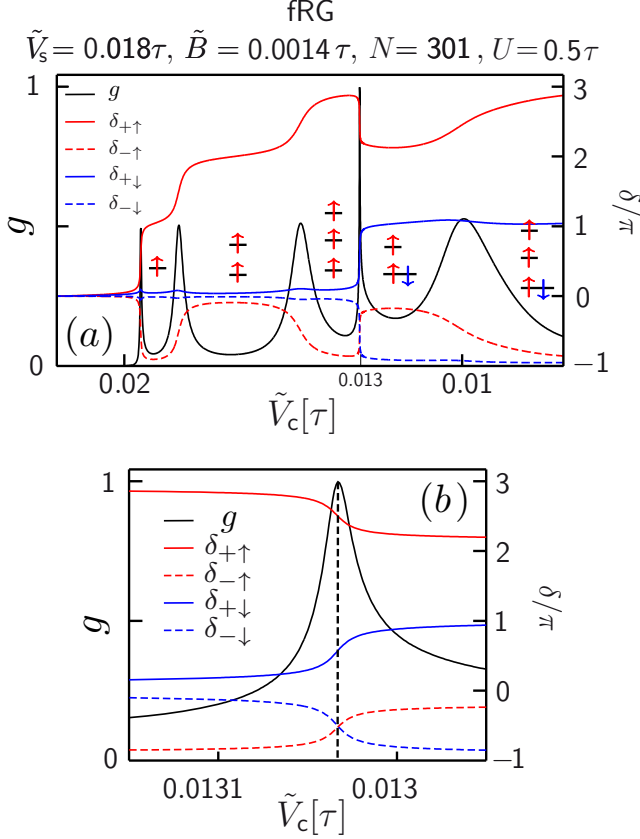 fRG
Ṽs = 0.018τ, B̃ = 0.0014 τ, N = 301 , U = 0.5τ
1
g
δ+↑
δ−↑
δ+↓
δ−↓
g
0
(a)
3
2
1
0
−1
δ/π
0.02
0.013
0.01
Ṽc[τ]
1
g
δ+↑
δ−↑
δ+↓
δ−↓
g
0
(b)
3
2
1
0
−1
δ/π
0.0131
0.013
Ṽc[τ]